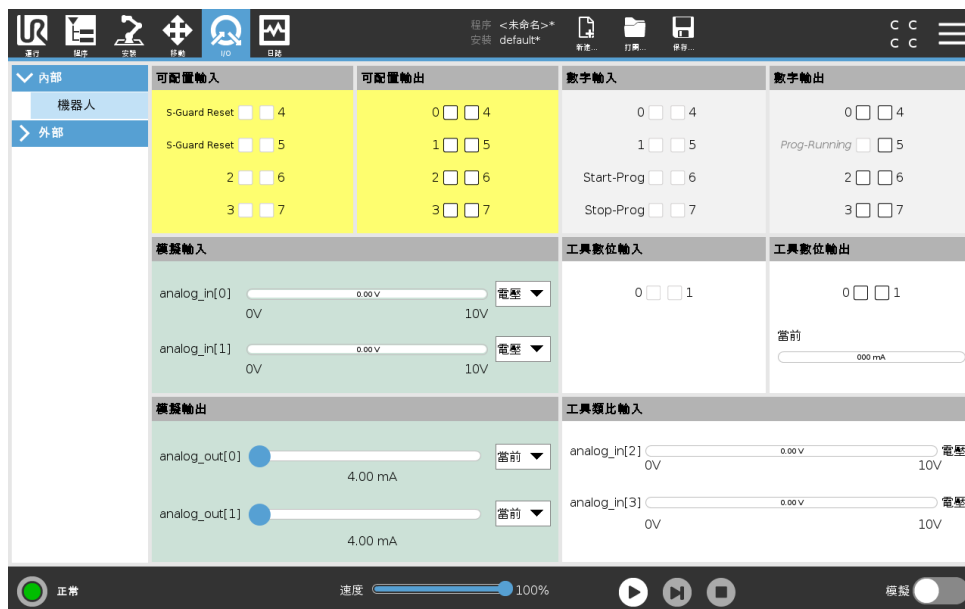 UR
程序 <未命名>*
安裝 default*
運行 程序 安裝 移動 I/O 日誌
新建... 打開... 保存...
C C
C C
內部
機器人
外部
可配置輸入
S-Guard Reset 4
S-Guard Reset 5
2 6
3 7
可配置輸出
0 4
1 5
2 6
3 7
數字輸入
0 4
1 5
Start-Prog 6
Stop-Prog 7
數字輸出
0 4
Prog-Running 5
2 6
3 7
模擬輸入
analog_in[0] 0.00 V 電壓
0V 10V
analog_in[1] 0.00 V 電壓
0V 10V
工具數位輸入
0 1
工具數位輸出
0 1
當前
000 mA
模擬輸出
analog_out[0] 當前
4.00 mA
analog_out[1] 當前
4.00 mA
工具類比輸入
analog_in[2] 0.00 V 電壓
0V 10V
analog_in[3] 0.00 V 電壓
0V 10V
正常 速度 100% 模擬